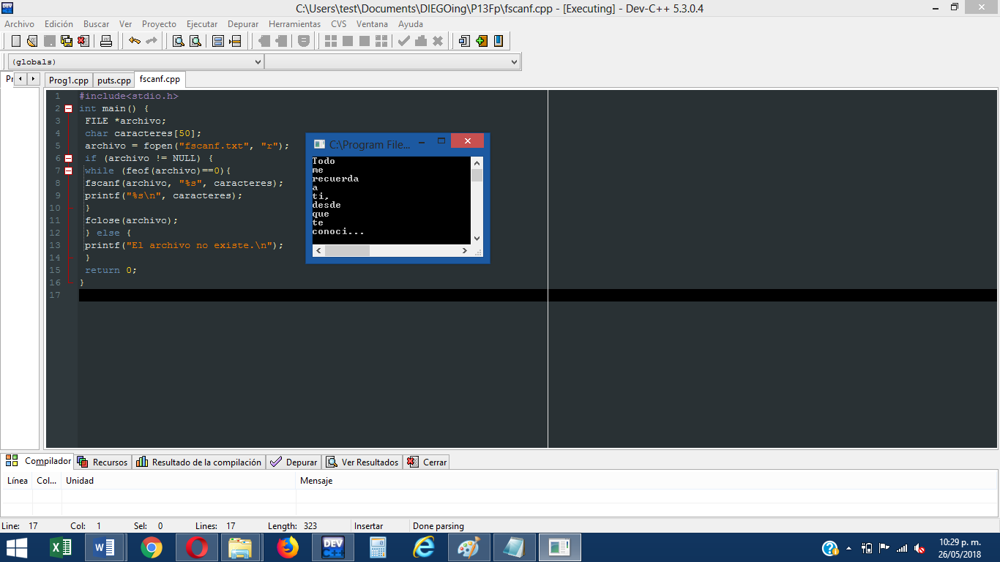 C:\Users\test\Documents\DIEGOing\P13Fp\fscanf.cpp - [Executing] - Dev-C++ 5.3.0.4
Archivo Edición Buscar Ver Proyecto Ejecutar Depurar Herramientas CVS Ventana Ayuda
(globals)
Prog1.cpp puts.cpp fscanf.cpp
1 #include<stdio.h>
2 int main() {
3 FILE *archivo;
4 char caracteres[50];
5 archivo = fopen("fscanf.txt", "r");
6 if (archivo != NULL) {
7 while (feof(archivo)==0){
8 fscanf(archivo, "%s", caracteres);
9 printf("%s\n", caracteres);
10 }
11 fclose(archivo);
12 } else {
13 printf("El archivo no existe.\n");
14 }
15 return 0;
16 }
17
C:\Program File...
Todo
me
recuerda
a
ti,
desde
que
te
conoci...
Compilador Recursos Resultado de la compilación Depurar Ver Resultados Cerrar
Línea Col... Unidad Mensaje
Line: 17 Col: 1 Sel: 0 Lines: 17 Length: 323 Insertar Done parsing
DEV C++
10:29 p. m.
26/05/2018